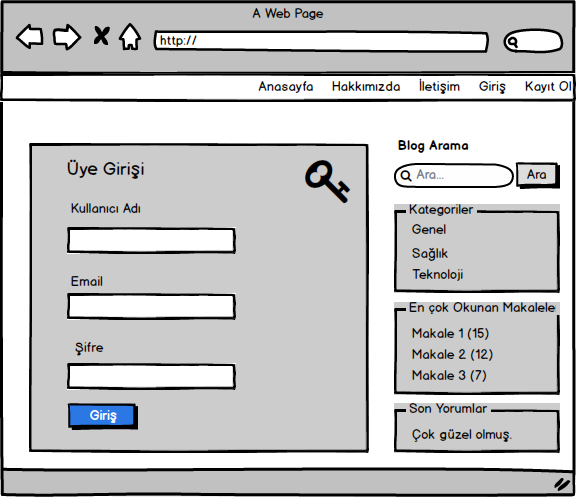 A Web Page
http://
Anasayfa Hakkımızda İletişim Giriş Kayıt Ol
Üye Girişi
Kullanıcı Adı
Email
Şifre
Giriş
Blog Arama
Ara... Ara
Kategoriler
Genel
Sağlık
Teknoloji
En çok Okunan Makalele
Makale 1 (15)
Makale 2 (12)
Makale 3 (7)
Son Yorumlar
Çok güzel olmuş.